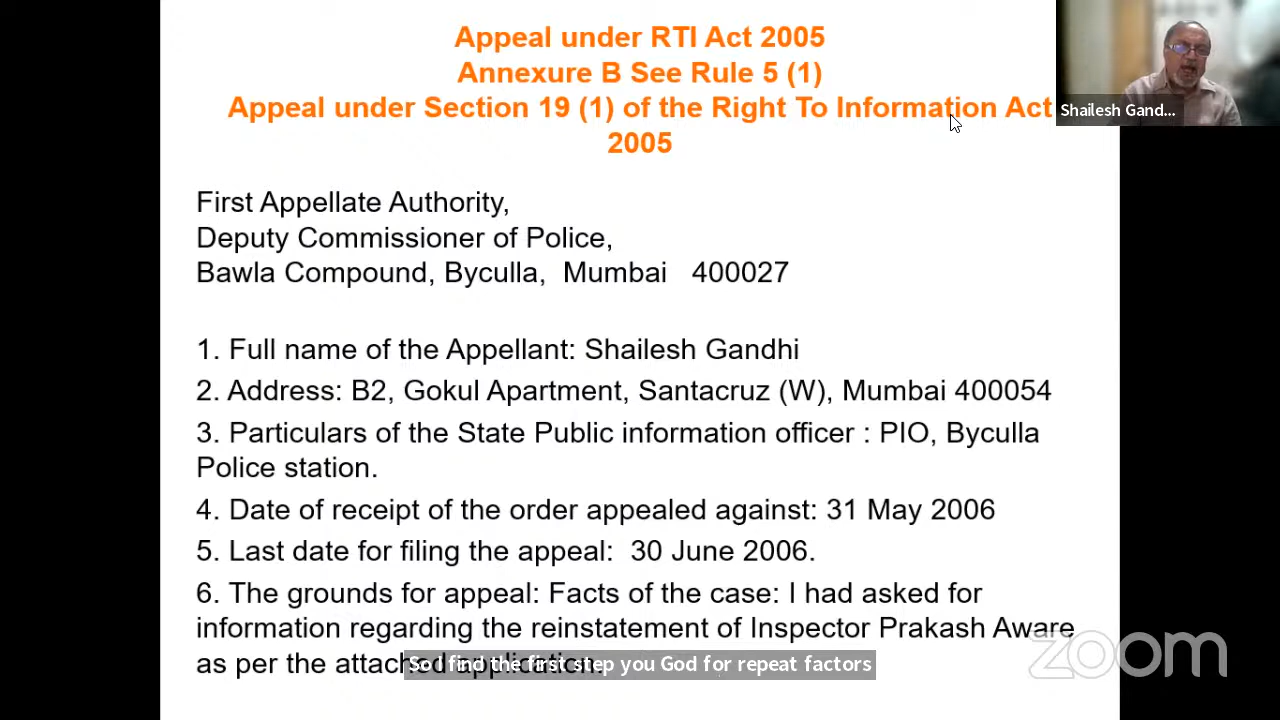 Appeal under RTI Act 2005
Annexure B See Rule 5 (1)
Appeal under Section 19 (1) of the Right To Information Act
2005
Shailesh Gand...
First Appellate Authority,
Deputy Commissioner of Police,
Bawla Compound, Byculla, Mumbai 400027
1. Full name of the Appellant: Shailesh Gandhi
2. Address: B2, Gokul Apartment, Santacruz (W), Mumbai 400054
3. Particulars of the State Public information officer : PIO, Byculla
Police station.
4. Date of receipt of the order appealed against: 31 May 2006
5. Last date for filing the appeal: 30 June 2006.
6. The grounds for appeal: Facts of the case: I had asked for
information regarding the reinstatement of Inspector Prakash Aware
as per the attached application.
So I find the first step you God for repeat factors
zoom